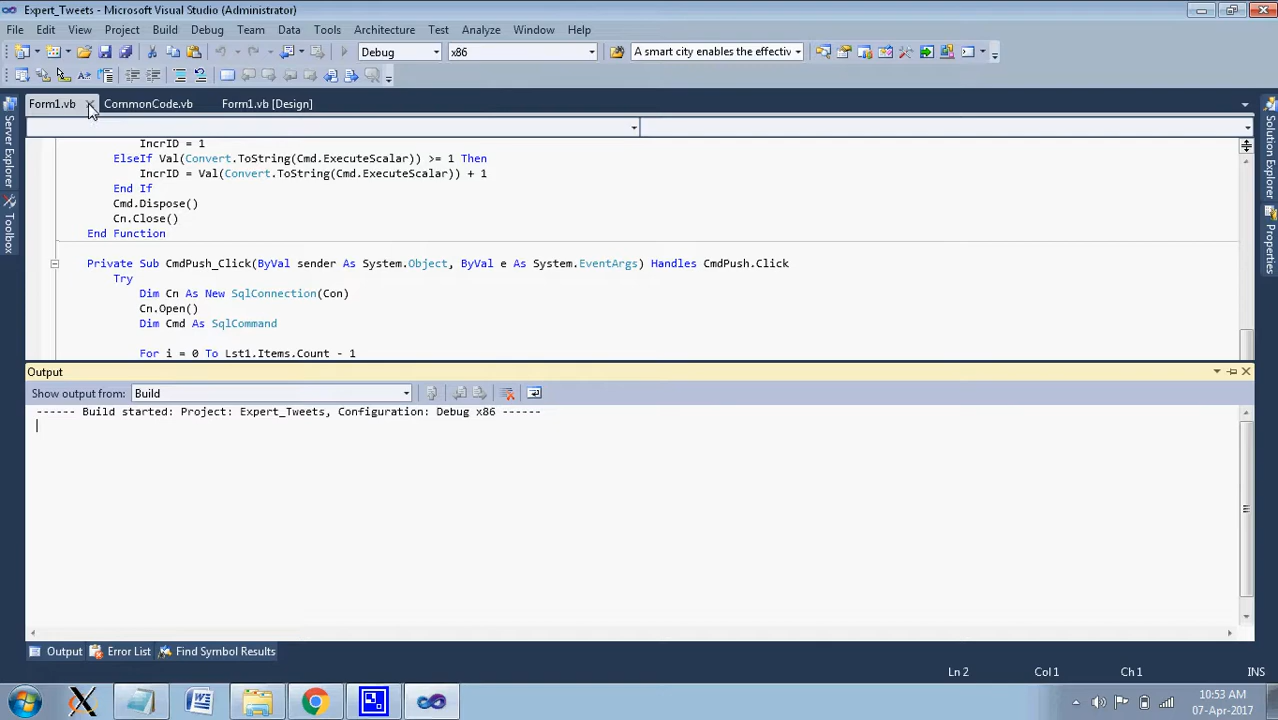 Expert_Tweets - Microsoft Visual Studio (Administrator)
File Edit View Project Build Debug Team Data Tools Architecture Test Analyze Window Help
Debug x86 A smart city enables the effectiv
Form1.vb CommonCode.vb Form1.vb [Design]
Server Explorer
Toolbox
Solution Explorer
Properties
IncrID = 1
ElseIf Val(Convert.ToString(Cmd.ExecuteScalar)) >= 1 Then
IncrID = Val(Convert.ToString(Cmd.ExecuteScalar)) + 1
End If
Cmd.Dispose()
Cn.Close()
End Function
Private Sub CmdPush_Click(ByVal sender As System.Object, ByVal e As System.EventArgs) Handles CmdPush.Click
Try
Dim Cn As New SqlConnection(Con)
Cn.Open()
Dim Cmd As SqlCommand
For i = 0 To Lst1.Items.Count - 1
Output
Show output from: Build
------ Build started: Project: Expert_Tweets, Configuration: Debug x86 ------
Output Error List Find Symbol Results
Ln 2 Col 1 Ch 1 INS
10:53 AM
07-Apr-2017